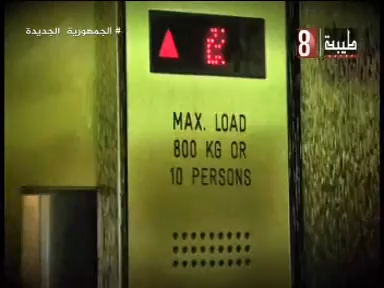 # الجمهورية الجديدة
8 طيبة
2
MAX. LOAD
800 KG OR
10 PERSONS